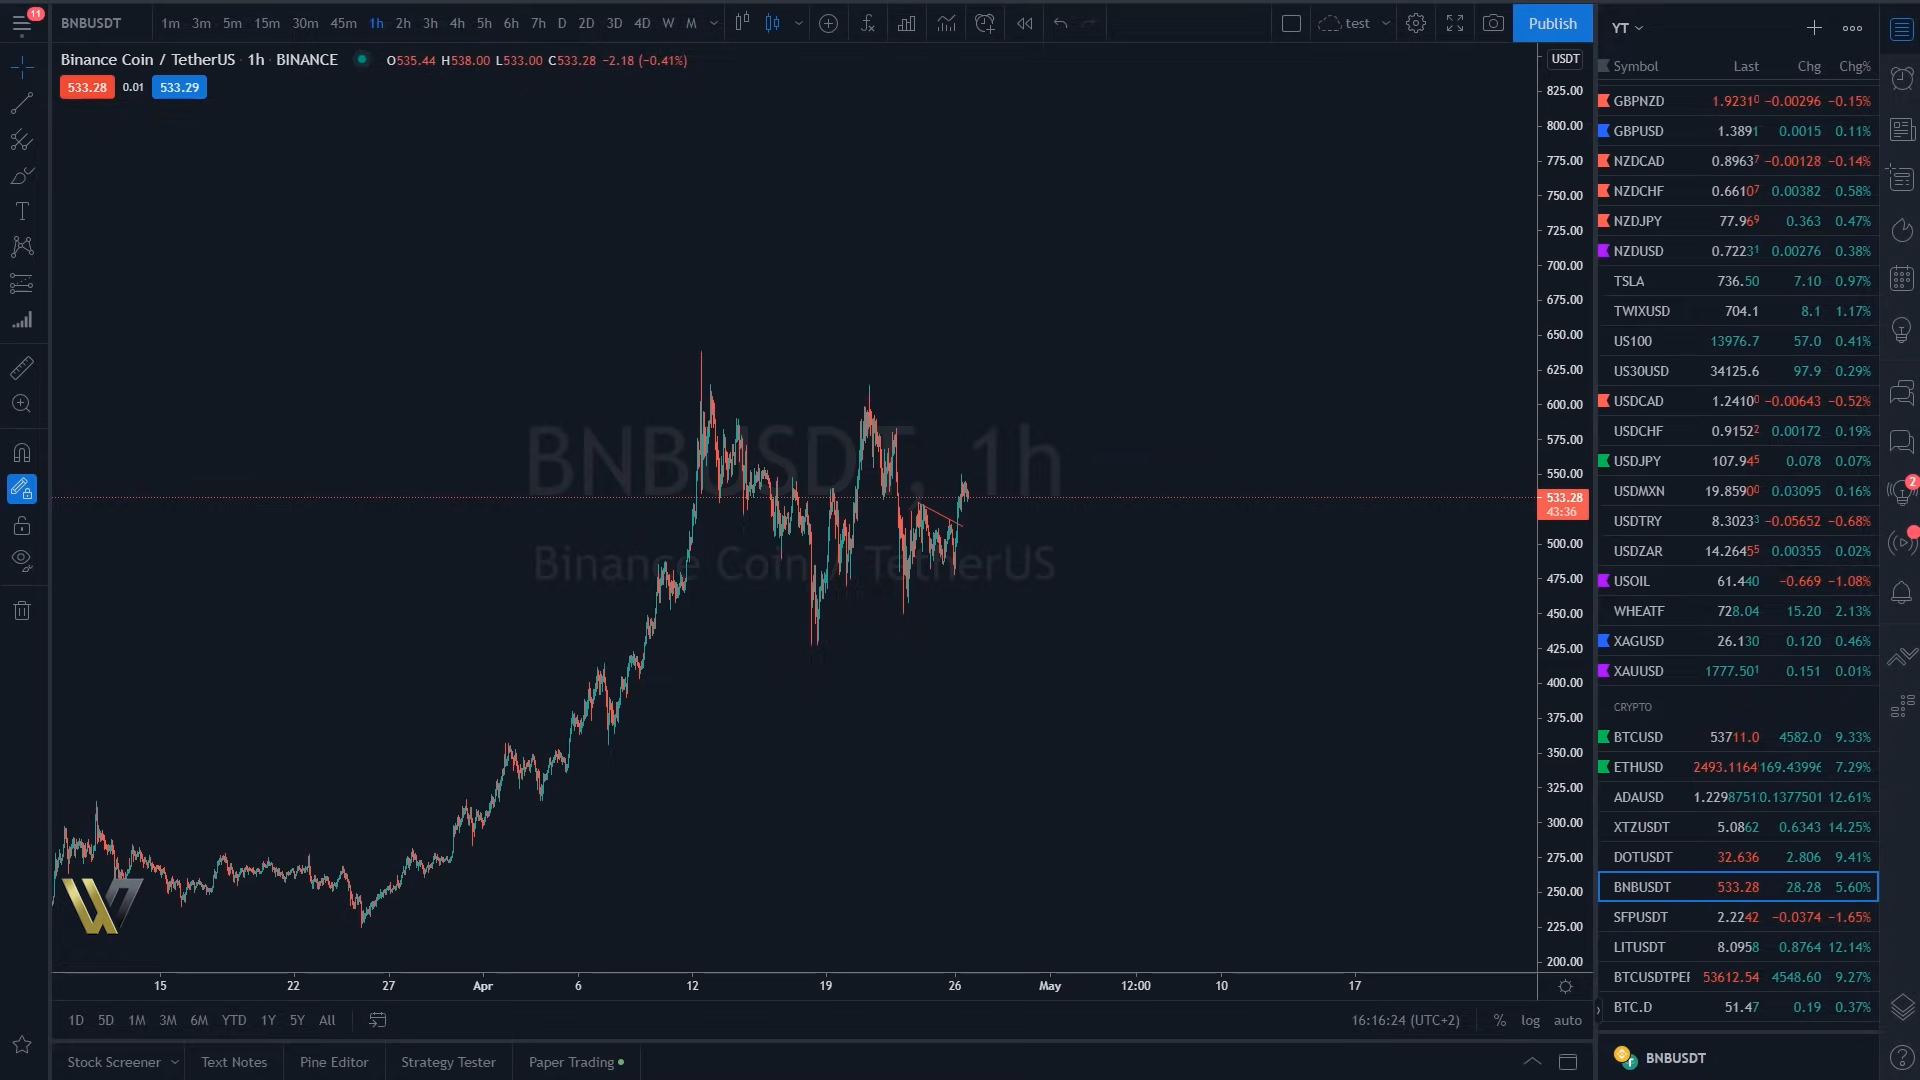 11
BNBUSDT 1m 3m 5m 15m 30m 45m 1h 2h 3h 4h 5h 6h 7h D 2D 3D 4D W M test Publish
Binance Coin / TetherUS · 1h · BINANCE O535.44 H538.00 L533.00 C533.28 −2.18 (−0.41%)
533.28 0.01 533.29
BNBUSDT, 1h
Binance Coin / TetherUS
USDT
825.00
800.00
775.00
750.00
725.00
700.00
675.00
650.00
625.00
600.00
575.00
550.00
533.28
43:36
500.00
475.00
450.00
425.00
400.00
375.00
350.00
325.00
300.00
275.00
250.00
225.00
200.00
15 22 27 Apr 6 12 19 26 May 12:00 10 17
1D 5D 1M 3M 6M YTD 1Y 5Y All 16:16:24 (UTC+2) % log auto
Stock Screener Text Notes Pine Editor Strategy Tester Paper Trading
YT
Symbol Last Chg Chg%
GBPNZD 1.92310 −0.00296 −0.15%
GBPUSD 1.3891 0.0015 0.11%
NZDCAD 0.89637 −0.00128 −0.14%
NZDCHF 0.66107 0.00382 0.58%
NZDJPY 77.969 0.363 0.47%
NZDUSD 0.72231 0.00276 0.38%
TSLA 736.50 7.10 0.97%
TWIXUSD 704.1 8.1 1.17%
US100 13976.7 57.0 0.41%
US30USD 34125.6 97.9 0.29%
USDCAD 1.24100 −0.00643 −0.52%
USDCHF 0.91522 0.00172 0.19%
USDJPY 107.945 0.078 0.07%
USDMXN 19.85900 0.03095 0.16%
USDTRY 8.30233 −0.05652 −0.68%
USDZAR 14.26455 0.00355 0.02%
USOIL 61.440 −0.669 −1.08%
WHEATF 728.04 15.20 2.13%
XAGUSD 26.130 0.120 0.46%
XAUUSD 1777.501 0.151 0.01%
CRYPTO
BTCUSD 53711.0 4582.0 9.33%
ETHUSD 2493.1164 169.43996 7.29%
ADAUSD 1.2298751 0.1377501 12.61%
XTZUSDT 5.0862 0.6343 14.25%
DOTUSDT 32.636 2.806 9.41%
BNBUSDT 533.28 28.28 5.60%
SFPUSDT 2.2242 −0.0374 −1.65%
LITUSDT 8.0958 0.8764 12.14%
BTCUSDTPER 53612.54 4548.60 9.27%
BTC.D 51.47 0.19 0.37%
BNBUSDT
2